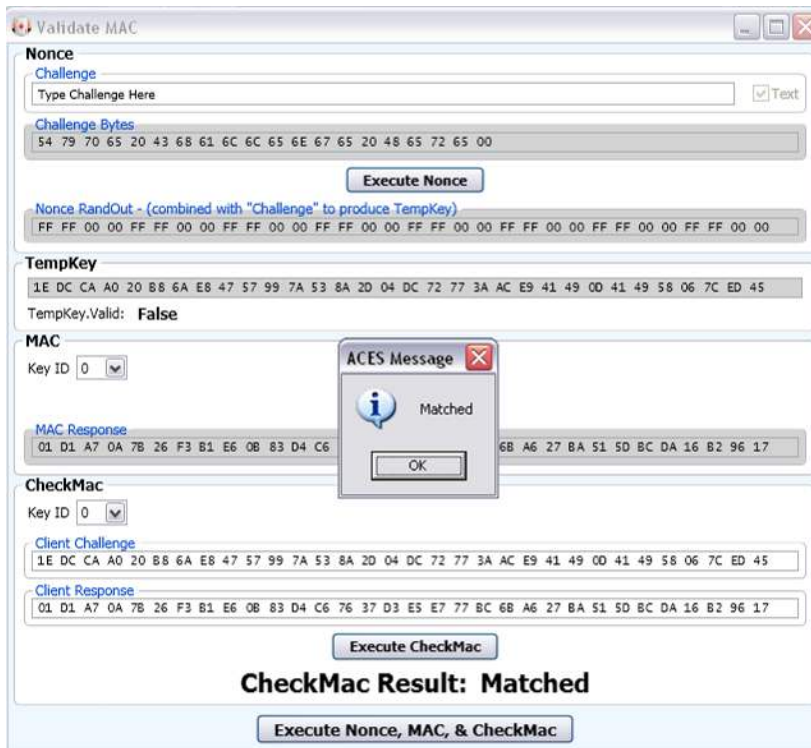 Validate MAC
Nonce
Challenge
Type Challenge Here
Text
Challenge Bytes
54 79 70 65 20 43 68 61 6C 6C 65 6E 67 65 20 48 65 72 65 00
Execute Nonce
Nonce RandOut - (combined with "Challenge" to produce TempKey)
FF FF 00 00 FF FF 00 00 FF FF 00 00 FF FF 00 00 FF FF 00 00 FF FF 00 00 FF FF 00 00 FF FF 00 00
TempKey
1E DC CA A0 20 B8 6A E8 47 57 99 7A 53 8A 2D 04 DC 72 77 3A AC E9 41 49 0D 41 49 58 06 7C ED 45
TempKey.Valid: False
MAC
Key ID 0
ACES Message
Matched
OK
MAC Response
01 D1 A7 0A 7B 26 F3 B1 E6 0B 83 D4 C6 6B A6 27 BA 51 5D BC DA 16 B2 96 17
CheckMac
Key ID 0
Client Challenge
1E DC CA A0 20 B8 6A E8 47 57 99 7A 53 8A 2D 04 DC 72 77 3A AC E9 41 49 0D 41 49 58 06 7C ED 45
Client Response
01 D1 A7 0A 7B 26 F3 B1 E6 0B 83 D4 C6 76 37 D3 E5 E7 77 BC 6B A6 27 BA 51 5D BC DA 16 B2 96 17
Execute CheckMac
CheckMac Result: Matched
Execute Nonce, MAC, & CheckMac